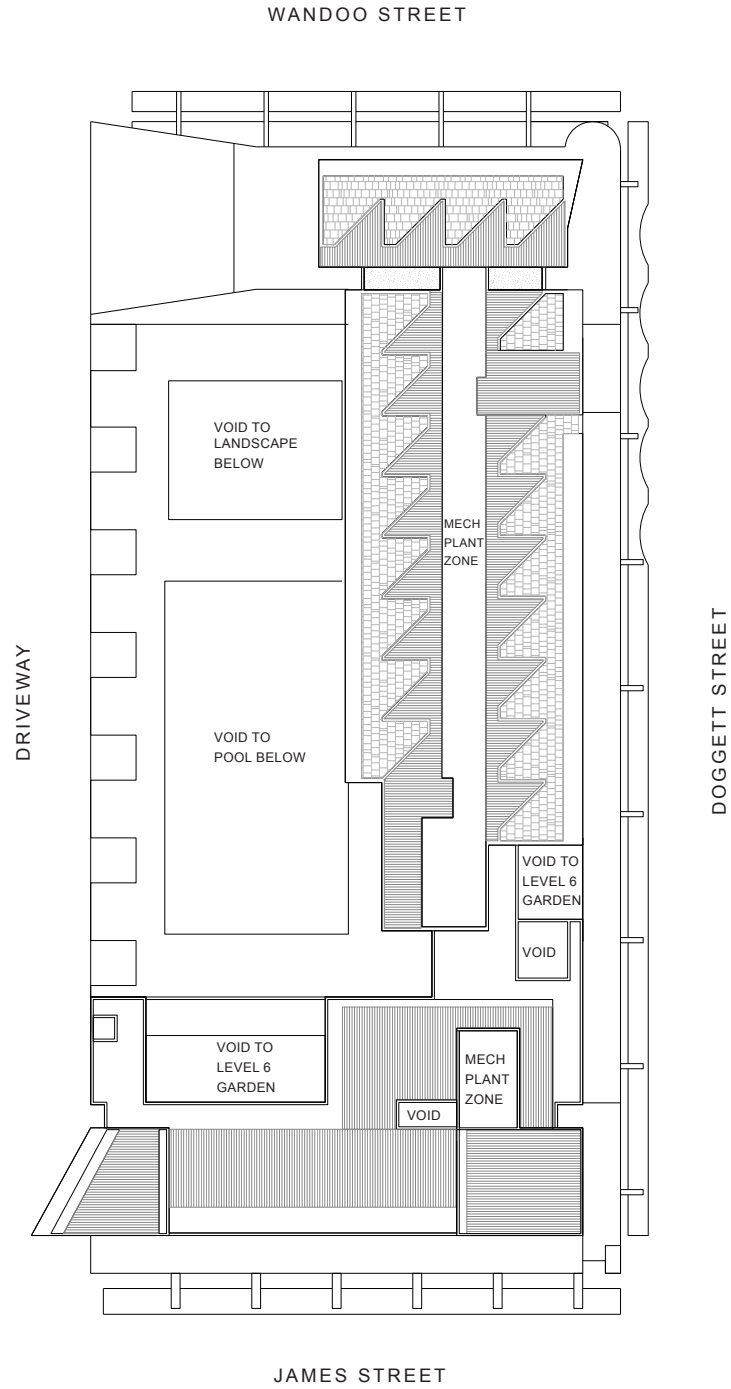 WANDOO STREET
VOID TO
LANDSCAPE
BELOW
MECH
PLANT
ZONE
DRIVEWAY
DOGGETT STREET
VOID TO
POOL BELOW
VOID TO
LEVEL 6
GARDEN
VOID
VOID TO
LEVEL 6
GARDEN
MECH
PLANT
ZONE
VOID
JAMES STREET